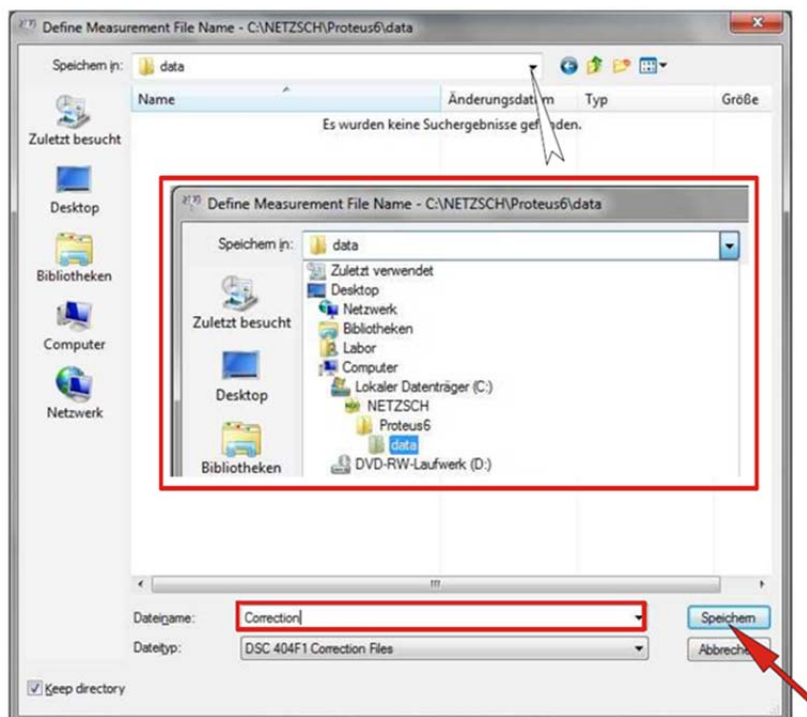 Define Measurement File Name - C:\NETZSCH\Proteus6\data
Speichern in: data
Name Änderungsdatum Typ Größe
Es wurden keine Suchergebnisse gefunden.
Zuletzt besucht
Desktop
Bibliotheken
Computer
Netzwerk
Define Measurement File Name - C:\NETZSCH\Proteus6\data
Speichern in: data
Zuletzt verwendet
Desktop
Netzwerk
Bibliotheken
Labor
Computer
Lokaler Datenträger (C:)
NETZSCH
Proteus6
data
DVD-RW-Laufwerk (D:)
Zuletzt besucht
Desktop
Bibliotheken
Dateiname: Correction
Speichern
Dateityp: DSC 404F1 Correction Files
Abbrechen
Keep directory